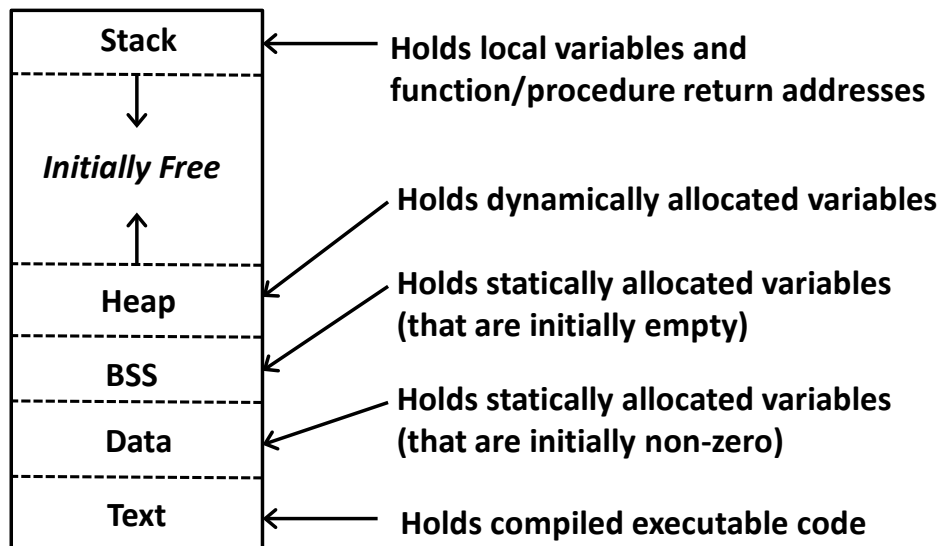 Stack
Holds local variables and
function/procedure return addresses
Initially Free
Holds dynamically allocated variables
Heap
Holds statically allocated variables
(that are initially empty)
BSS
Holds statically allocated variables
(that are initially non-zero)
Data
Text
Holds compiled executable code